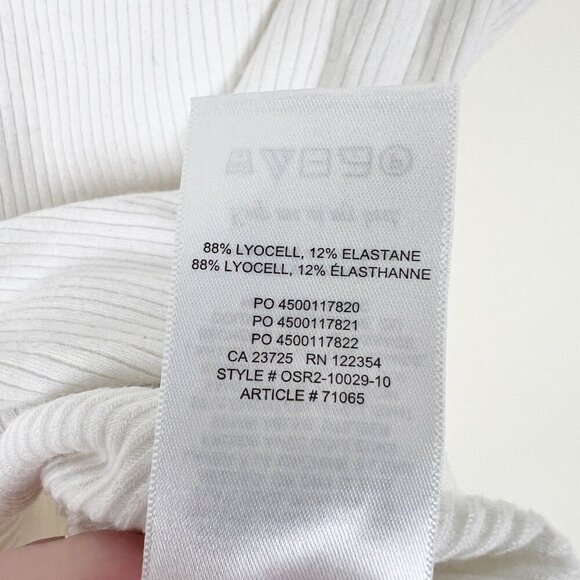 88% LYOCELL, 12% ELASTANE
88% LYOCELL, 12% ÉLASTHANNE
PO 4500117820
PO 4500117821
PO 4500117822
CA 23725 RN 122354
STYLE # OSR2-10029-10
ARTICLE # 71065